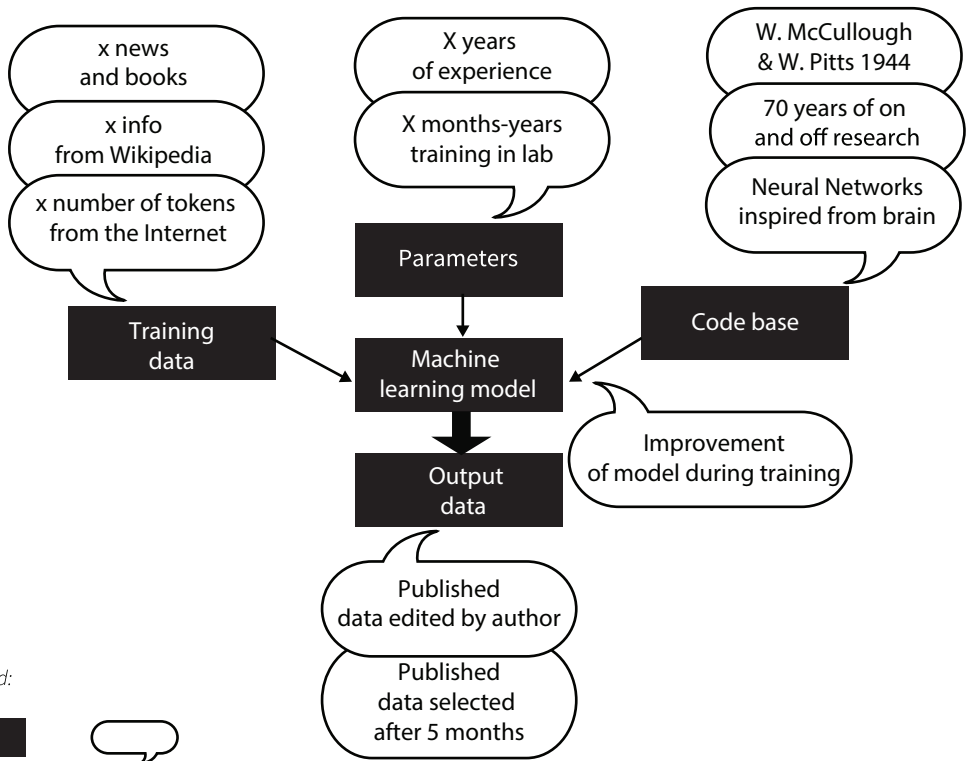 x news
and books
x info
from Wikipedia
x number of tokens
from the Internet
Training
data
X years
of experience
X months-years
training in lab
Parameters
W. McCullough
& W. Pitts 1944
70 years of on
and off research
Neural Networks
inspired from brain
Code base
Machine
learning model
Improvement
of model during training
Output
data
Published
data edited by author
Published
data selected
after 5 months